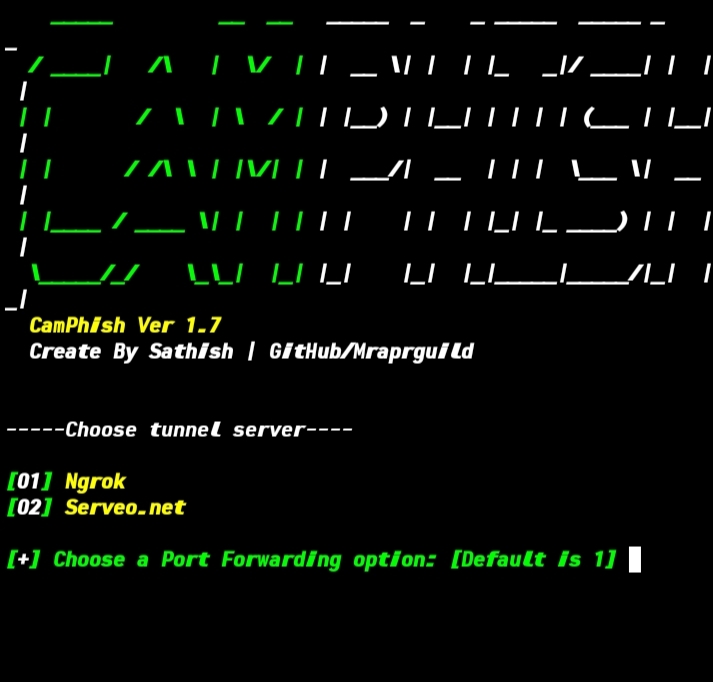 CAMPHISH
CamPhish Ver 1.7
Create By Sathish | GitHub/Mraprguild
-----Choose tunnel server----
[01] Ngrok
[02] Serveo.net
[+] Choose a Port Forwarding option: [Default is 1]